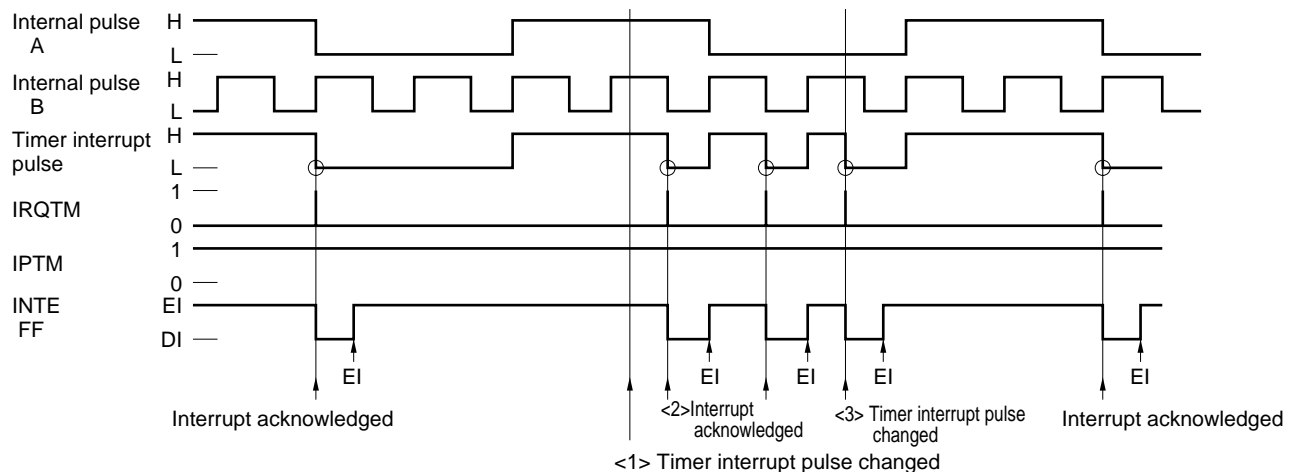 Internal pulse
A
H
L
Internal pulse
B
H
L
Timer interrupt
pulse
H
L
IRQTM
1
0
IPTM
1
0
INTE
FF
EI
DI
EI
EI
EI
EI
EI
Interrupt acknowledged
<2>Interrupt
acknowledged
<3> Timer interrupt pulse
changed
Interrupt acknowledged
<1> Timer interrupt pulse changed